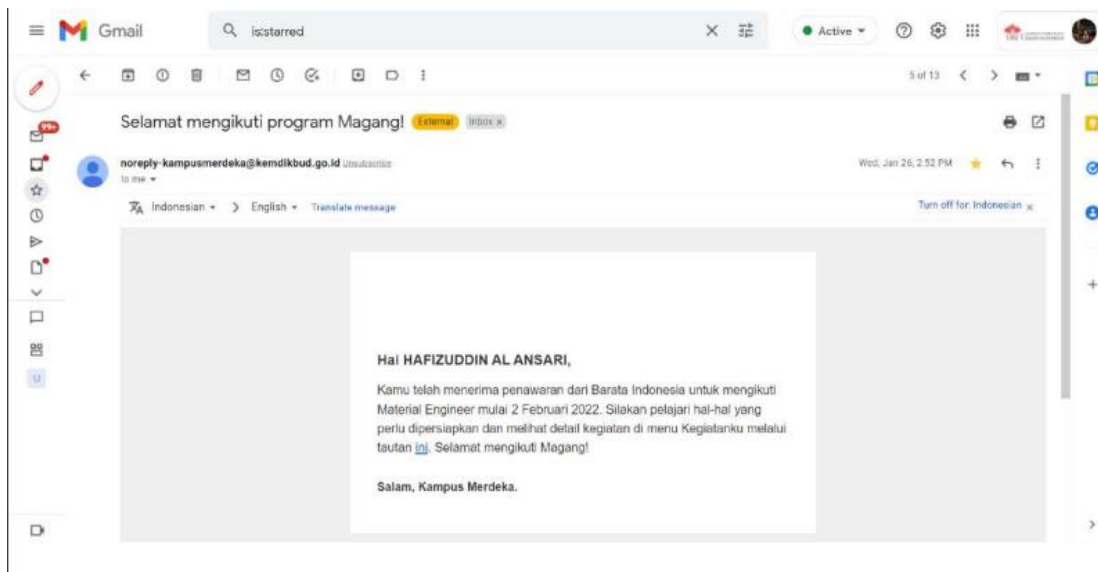 Gmail
is:starred
Active
5 of 13
Selamat mengikuti program Magang! External Inbox x
99+
noreply-kampusmerdeka@kemdikbud.go.id Unsubscribe
Wed, Jan 26, 2:52 PM
to me
Indonesian > English Translate message
Turn off for: Indonesian x
Hai HAFIZUDDIN AL ANSARI,
Kamu telah menerima penawaran dari Barata Indonesia untuk mengikuti
Material Engineer mulai 2 Februari 2022. Silakan pelajari hal-hal yang
perlu dipersiapkan dan melihat detail kegiatan di menu Kegiatanku melalui
tautan ini. Selamat mengikuti Magang!
Salam, Kampus Merdeka.
U